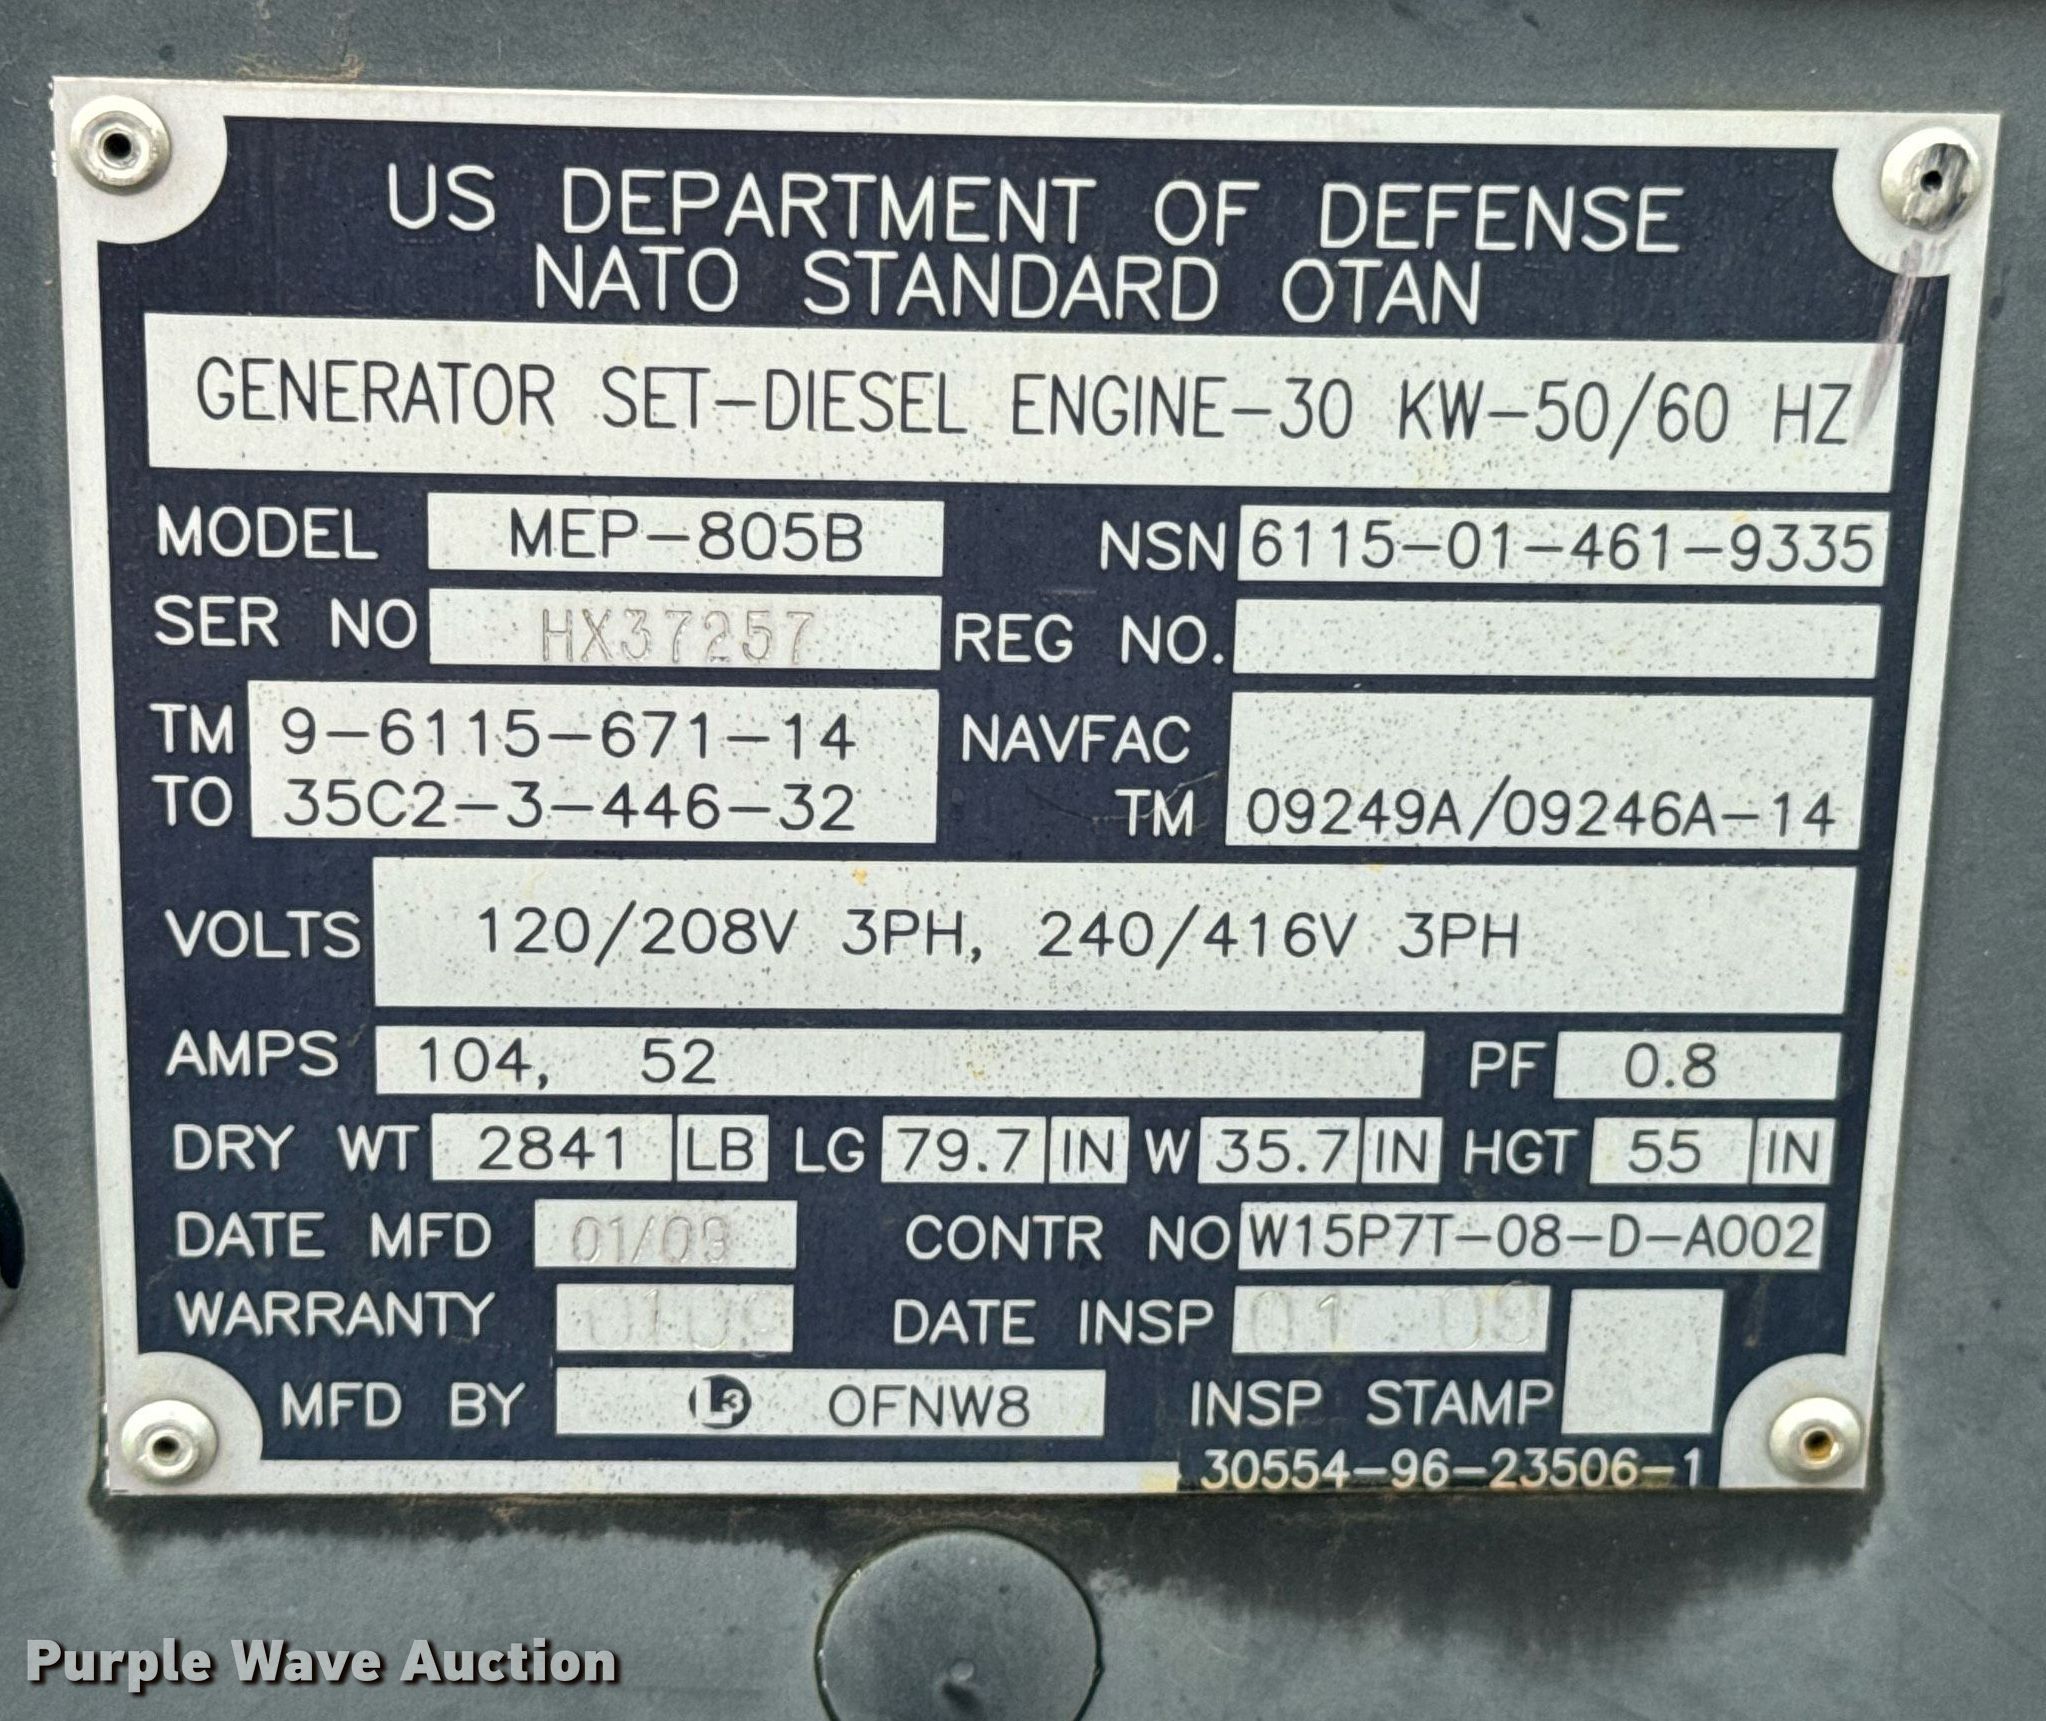 US DEPARTMENT OF DEFENSE
NATO STANDARD OTAN
GENERATOR SET-DIESEL ENGINE-30 KW-50/60 HZ
MODEL MEP-805B NSN 6115-01-461-9335
SER NO HX37257 REG NO.
TM 9-6115-671-14 NAVFAC
TO 35C2-3-446-32 TM 09249A/09246A-14
VOLTS 120/208V 3PH, 240/416V 3PH
AMPS 104, 52 PF 0.8
DRY WT 2841 LB LG 79.7 IN W 35.7 IN HGT 55 IN
DATE MFD 01/09 CONTR NO W15P7T-08-D-A002
WARRANTY 0109 DATE INSP 01 09
MFD BY L3 0FNW8 INSP STAMP
30554-96-23506-1
Purple Wave Auction